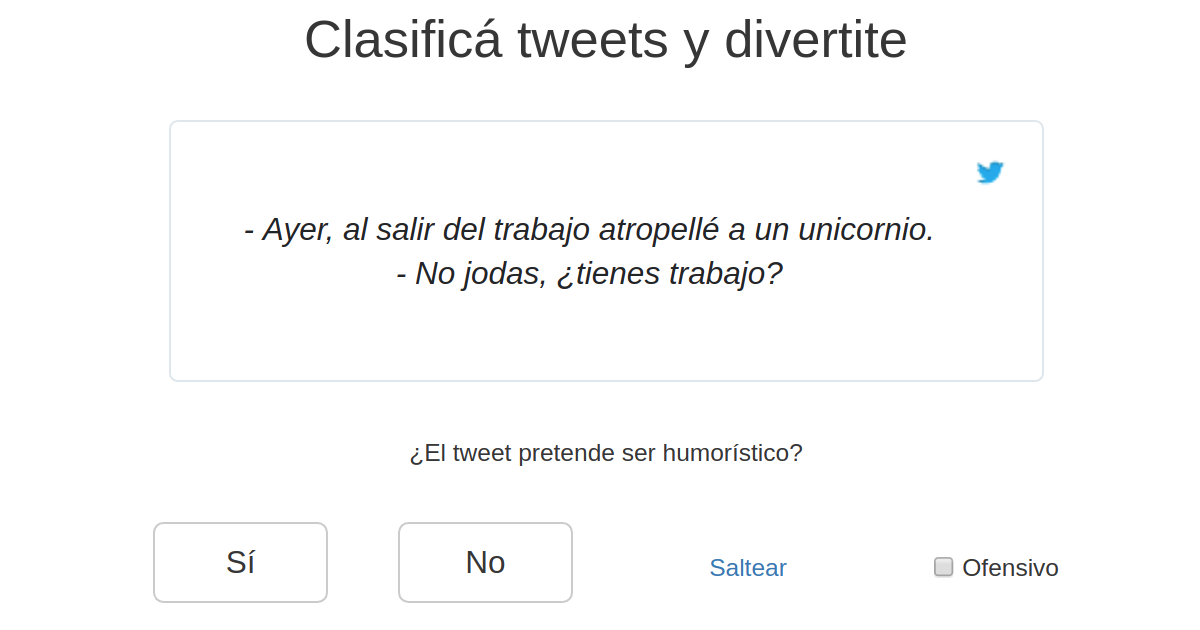 Clasificá tweets y divertite
- Ayer, al salir del trabajo atropellé a un unicornio.
- No jodas, ¿tienes trabajo?
¿El tweet pretende ser humorístico?
Sí
No
Saltear
Ofensivo